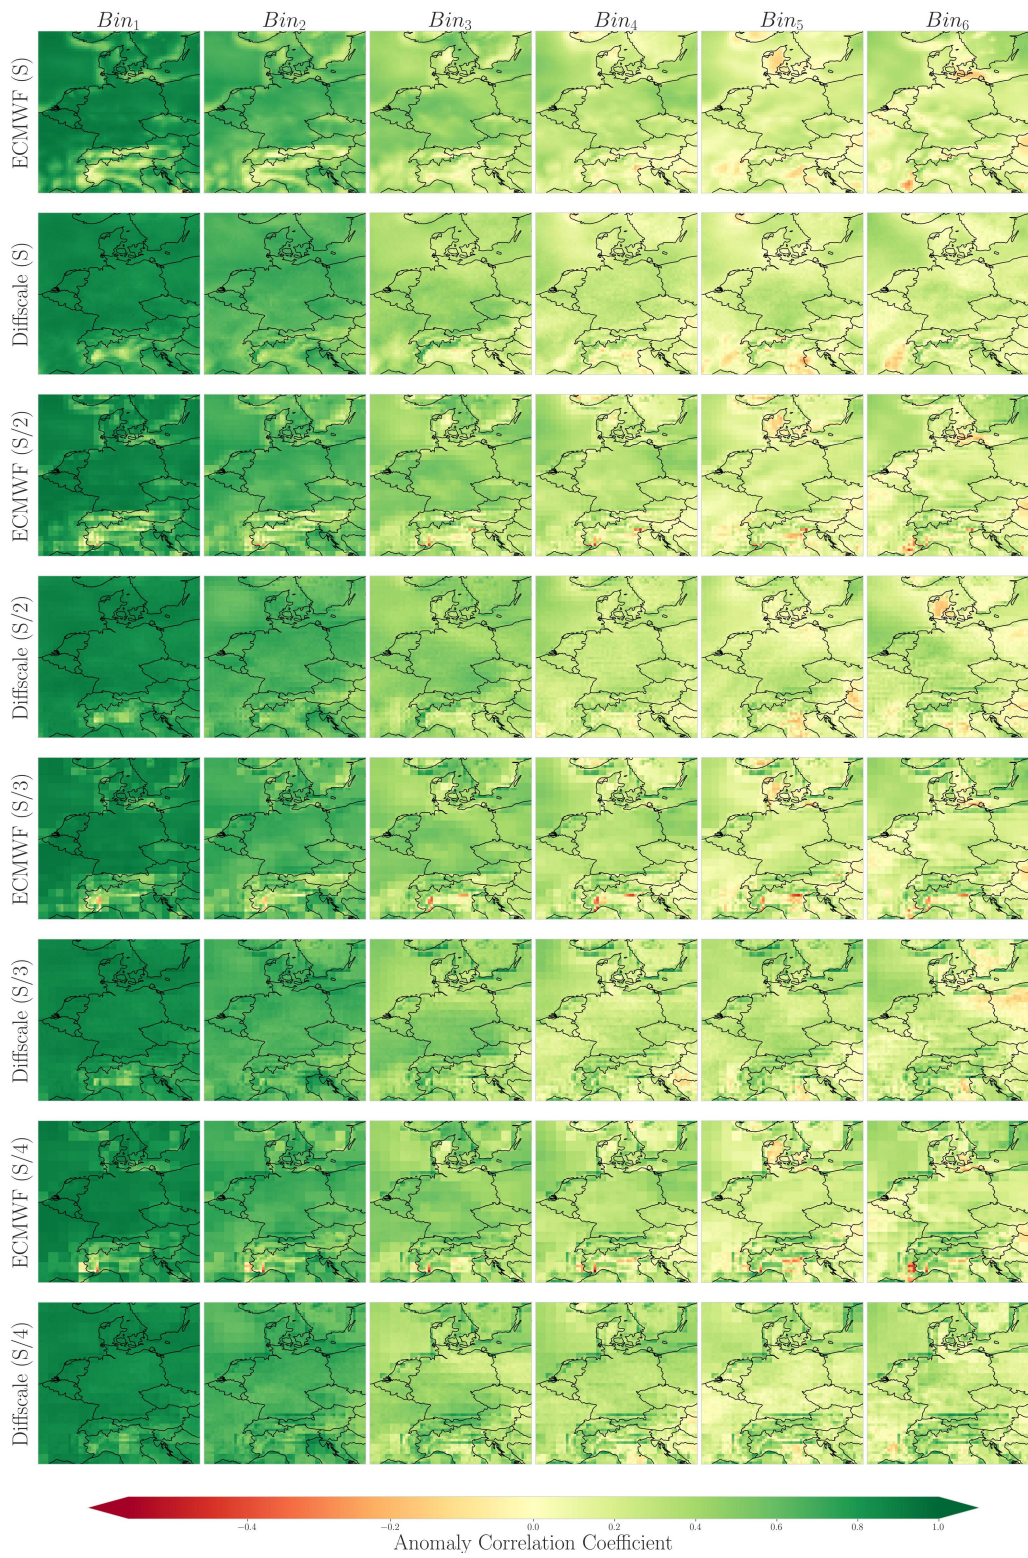 Bin₁ Bin₂ Bin₃ Bin₄ Bin₅ Bin₆
ECMWF (S)
Diffscale (S)
ECMWF (S/2)
Diffscale (S/2)
ECMWF (S/3)
Diffscale (S/3)
ECMWF (S/4)
Diffscale (S/4)
−0.4 −0.2 0.0 0.2 0.4 0.6 0.8 1.0
Anomaly Correlation Coefficient